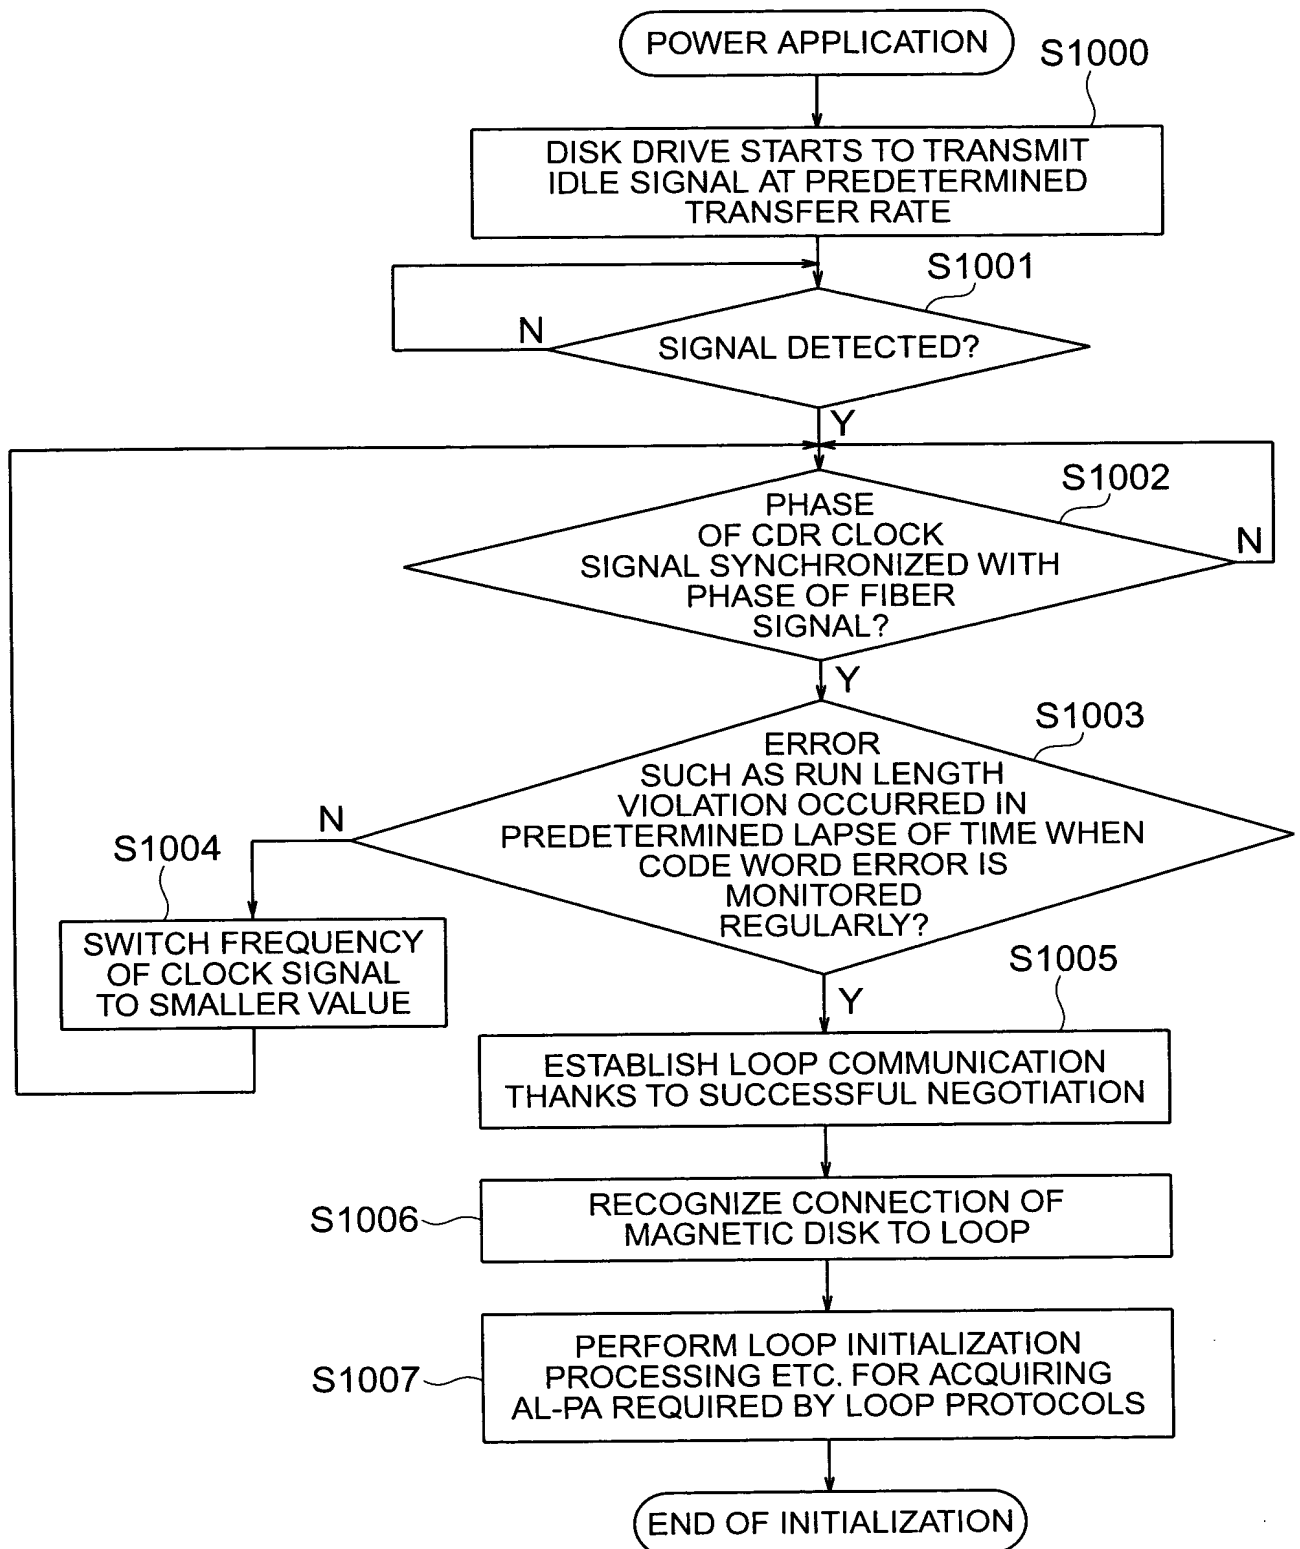 POWER APPLICATION
S1000
DISK DRIVE STARTS TO TRANSMIT
IDLE SIGNAL AT PREDETERMINED
TRANSFER RATE
S1001
N
SIGNAL DETECTED?
Y
S1002
PHASE
OF CDR CLOCK
SIGNAL SYNCHRONIZED WITH
PHASE OF FIBER
SIGNAL?
N
Y
S1003
ERROR
SUCH AS RUN LENGTH
VIOLATION OCCURRED IN
PREDETERMINED LAPSE OF TIME WHEN
CODE WORD ERROR IS
MONITORED
REGULARLY?
N
S1004
SWITCH FREQUENCY
OF CLOCK SIGNAL
TO SMALLER VALUE
Y
S1005
ESTABLISH LOOP COMMUNICATION
THANKS TO SUCCESSFUL NEGOTIATION
S1006
RECOGNIZE CONNECTION OF
MAGNETIC DISK TO LOOP
S1007
PERFORM LOOP INITIALIZATION
PROCESSING ETC. FOR ACQUIRING
AL-PA REQUIRED BY LOOP PROTOCOLS
END OF INITIALIZATION